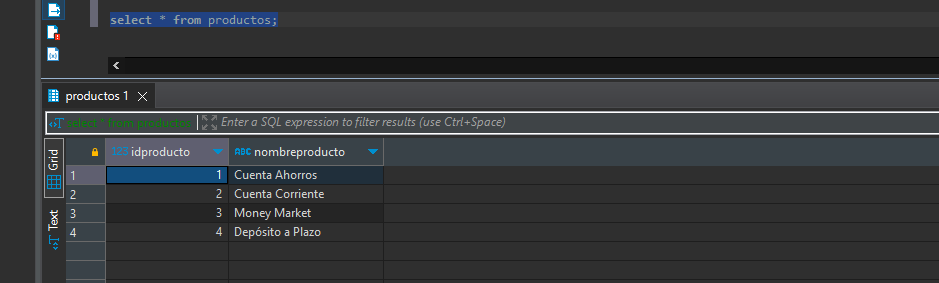 select * from productos;
<
productos 1
select * from productos
Enter a SQL expression to filter results (use Ctrl+Space)
Grid
Text
123 idproducto ABC nombreproducto
1 1 Cuenta Ahorros
2 2 Cuenta Corriente
3 3 Money Market
4 4 Depósito a Plazo